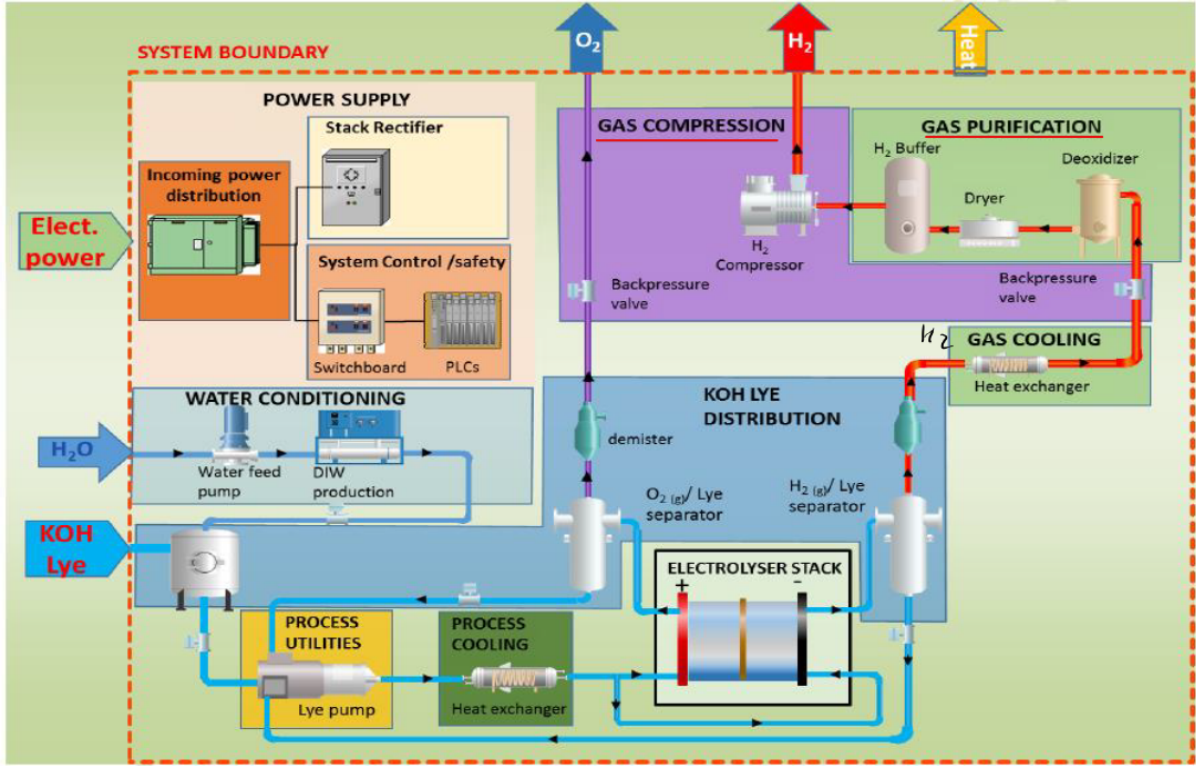 O₂
H₂
Heat
SYSTEM BOUNDARY
POWER SUPPLY
Stack Rectifier
Incoming power
distribution
Elect.
power
System Control /safety
Switchboard
PLCs
GAS COMPRESSION
H₂
Compressor
Backpressure
valve
GAS PURIFICATION
H₂ Buffer
Deoxidizer
Dryer
Backpressure
valve
H₂
GAS COOLING
Heat exchanger
WATER CONDITIONING
H₂O
Water feed
pump
DIW
production
KOH LYE
DISTRIBUTION
demister
O₂ (g)/ Lye
separator
H₂ (g)/ Lye
separator
KOH
Lye
ELECTROLYSER STACK
+
-
PROCESS
UTILITIES
Lye pump
PROCESS
COOLING
Heat exchanger